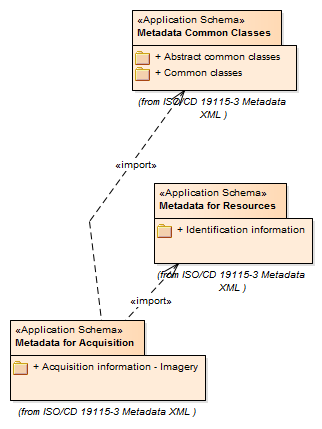 «Application Schema»
Metadata Common Classes
+ Abstract common classes
+ Common classes
(from ISO/CD 19115-3 Metadata
XML )
«import»
«Application Schema»
Metadata for Resources
+ Identification information
(from ISO/CD 19115-3 Metadata
XML )
«import»
«Application Schema»
Metadata for Acquisition
+ Acquisition information - Imagery
(from ISO/CD 19115-3 Metadata XML )